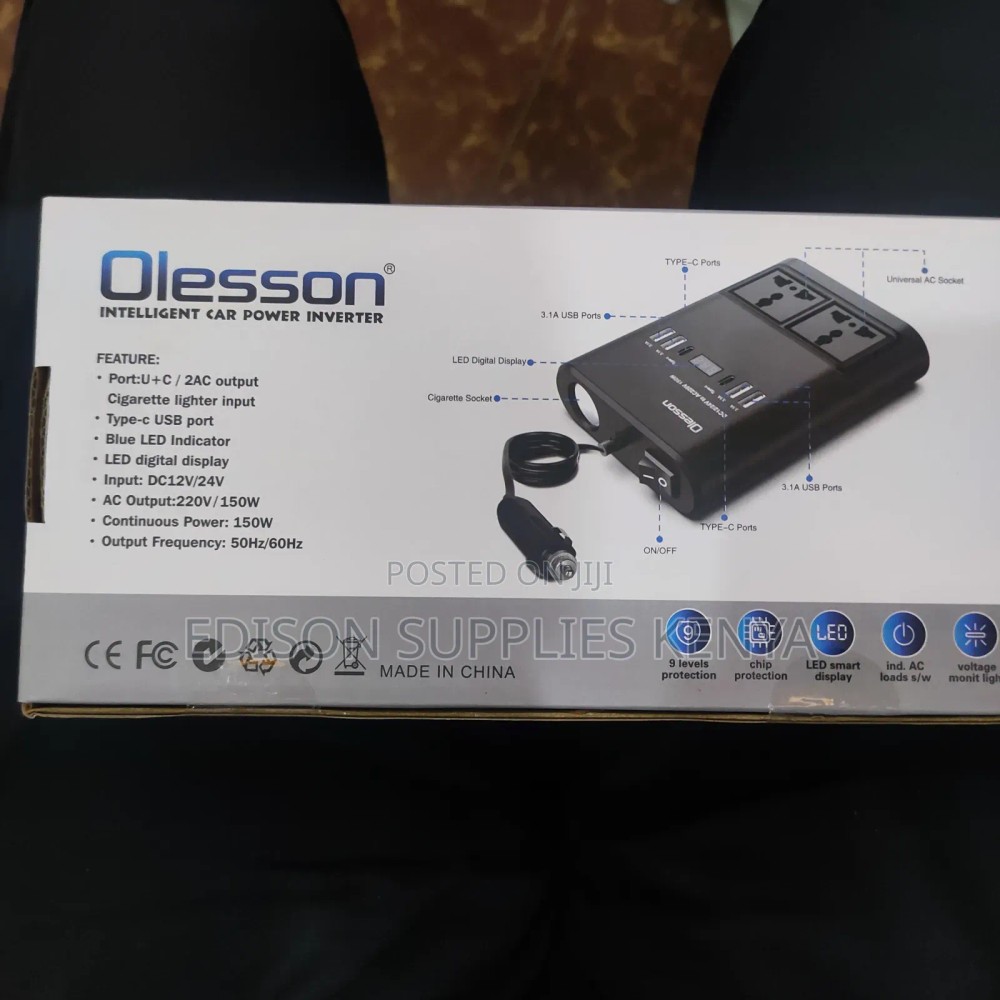 Olesson®
INTELLIGENT CAR POWER INVERTER
FEATURE:
• Port:U+C / 2AC output
Cigarette lighter input
• Type-c USB port
• Blue LED Indicator
• LED digital display
• Input: DC12V/24V
• AC Output:220V/150W
• Continuous Power: 150W
• Output Frequency: 50Hz/60Hz
TYPE-C Ports
Universal AC Socket
3.1A USB Ports
LED Digital Display
Cigarette Socket
Olesson
3.1A USB Ports
TYPE-C Ports
ON/OFF
POSTED ON JIJI
EDISON SUPPLIES KENYA
CE FC
MADE IN CHINA
9
LED
9 levels protection
chip protection
LED smart display
ind. AC loads s/w
voltage monit ligh